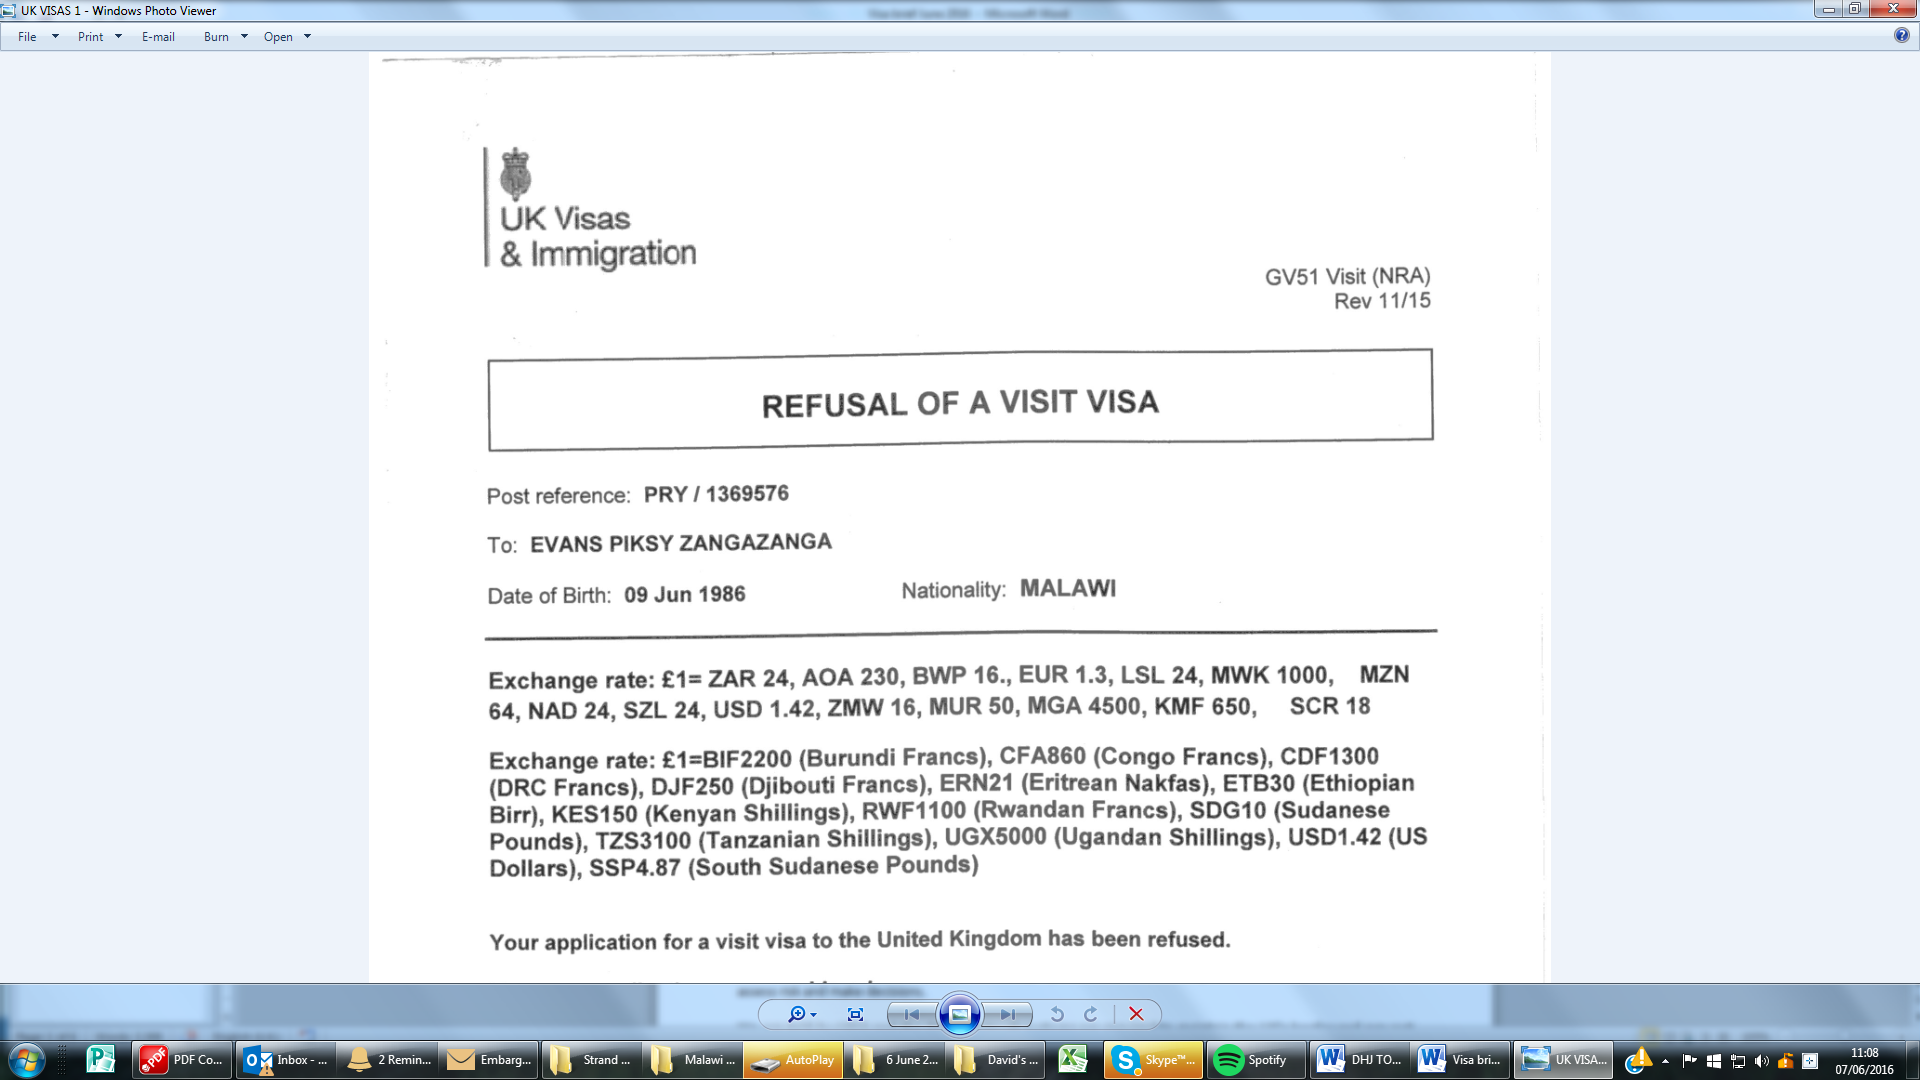 UK VISAS 1 - Windows Photo Viewer
File Print E-mail Burn Open
UK Visas
& Immigration
GV51 Visit (NRA)
Rev 11/15
REFUSAL OF A VISIT VISA
Post reference: PRY / 1369576
To: EVANS PIKSY ZANGAZANGA
Date of Birth: 09 Jun 1986 Nationality: MALAWI
Exchange rate: £1= ZAR 24, AOA 230, BWP 16., EUR 1.3, LSL 24, MWK 1000, MZN
64, NAD 24, SZL 24, USD 1.42, ZMW 16, MUR 50, MGA 4500, KMF 650, SCR 18
Exchange rate: £1=BIF2200 (Burundi Francs), CFA860 (Congo Francs), CDF1300
(DRC Francs), DJF250 (Djibouti Francs), ERN21 (Eritrean Nakfas), ETB30 (Ethiopian
Birr), KES150 (Kenyan Shillings), RWF1100 (Rwandan Francs), SDG10 (Sudanese
Pounds), TZS3100 (Tanzanian Shillings), UGX5000 (Ugandan Shillings), USD1.42 (US
Dollars), SSP4.87 (South Sudanese Pounds)
Your application for a visit visa to the United Kingdom has been refused.
PDF Co... Inbox - ... 2 Remin... Embarg... Strand ... Malawi ... AutoPlay 6 June 2... David's ... Skype™... Spotify DHJ TO... Visa bri... UK VISA... 11:08
07/06/2016